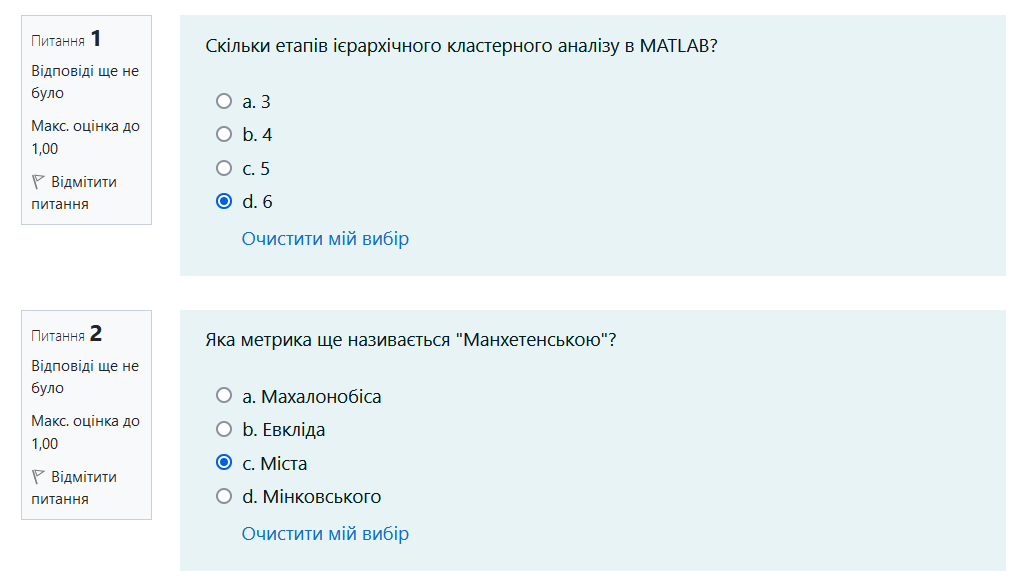 Питання 1
Відповіді ще не
було
Макс. оцінка до
1,00
Відмітити
питання
Скільки етапів ієрархічного кластерного аналізу в MATLAB?
a. 3
b. 4
c. 5
d. 6
Очистити мій вибір
Питання 2
Відповіді ще не
було
Макс. оцінка до
1,00
Відмітити
питання
Яка метрика ще називається "Манхетенською"?
a. Махалонобіса
b. Евкліда
c. Міста
d. Мінковського
Очистити мій вибір